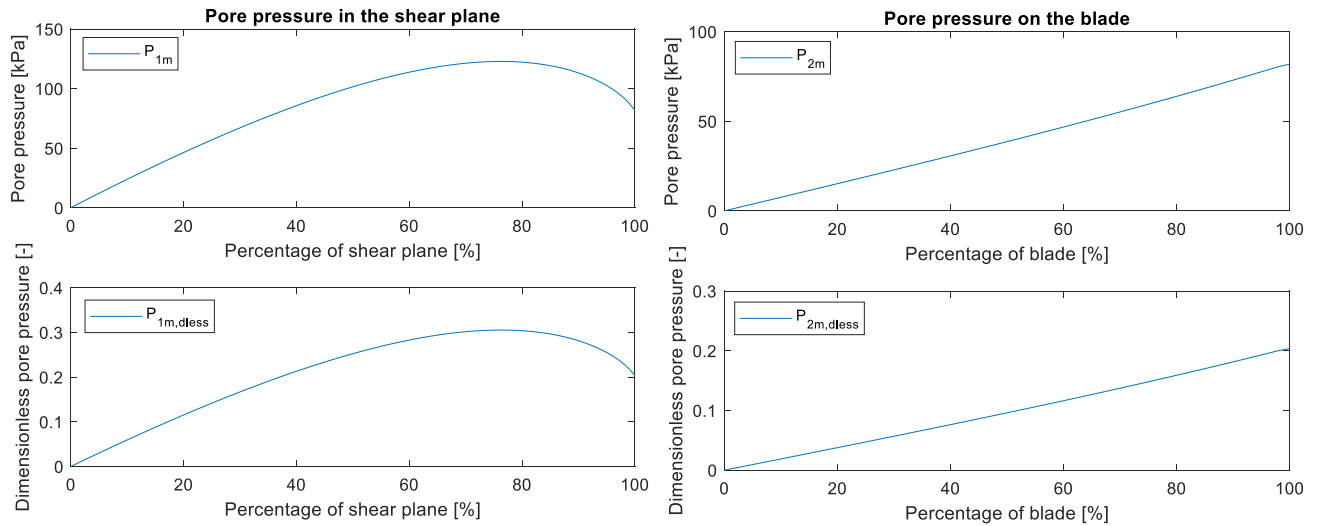 Pore pressure in the shear plane
150
100
50
0
Pore pressure [kPa]
P1m
0 20 40 60 80 100
Percentage of shear plane [%]
Pore pressure on the blade
100
50
0
Pore pressure [kPa]
P2m
0 20 40 60 80 100
Percentage of blade [%]
0.4
0.3
0.2
0.1
0
Dimensionless pore pressure [-]
P1m,dless
0 20 40 60 80 100
Percentage of shear plane [%]
0.3
0.2
0.1
0
Dimensionless pore pressure [-]
P2m,dless
0 20 40 60 80 100
Percentage of blade [%]